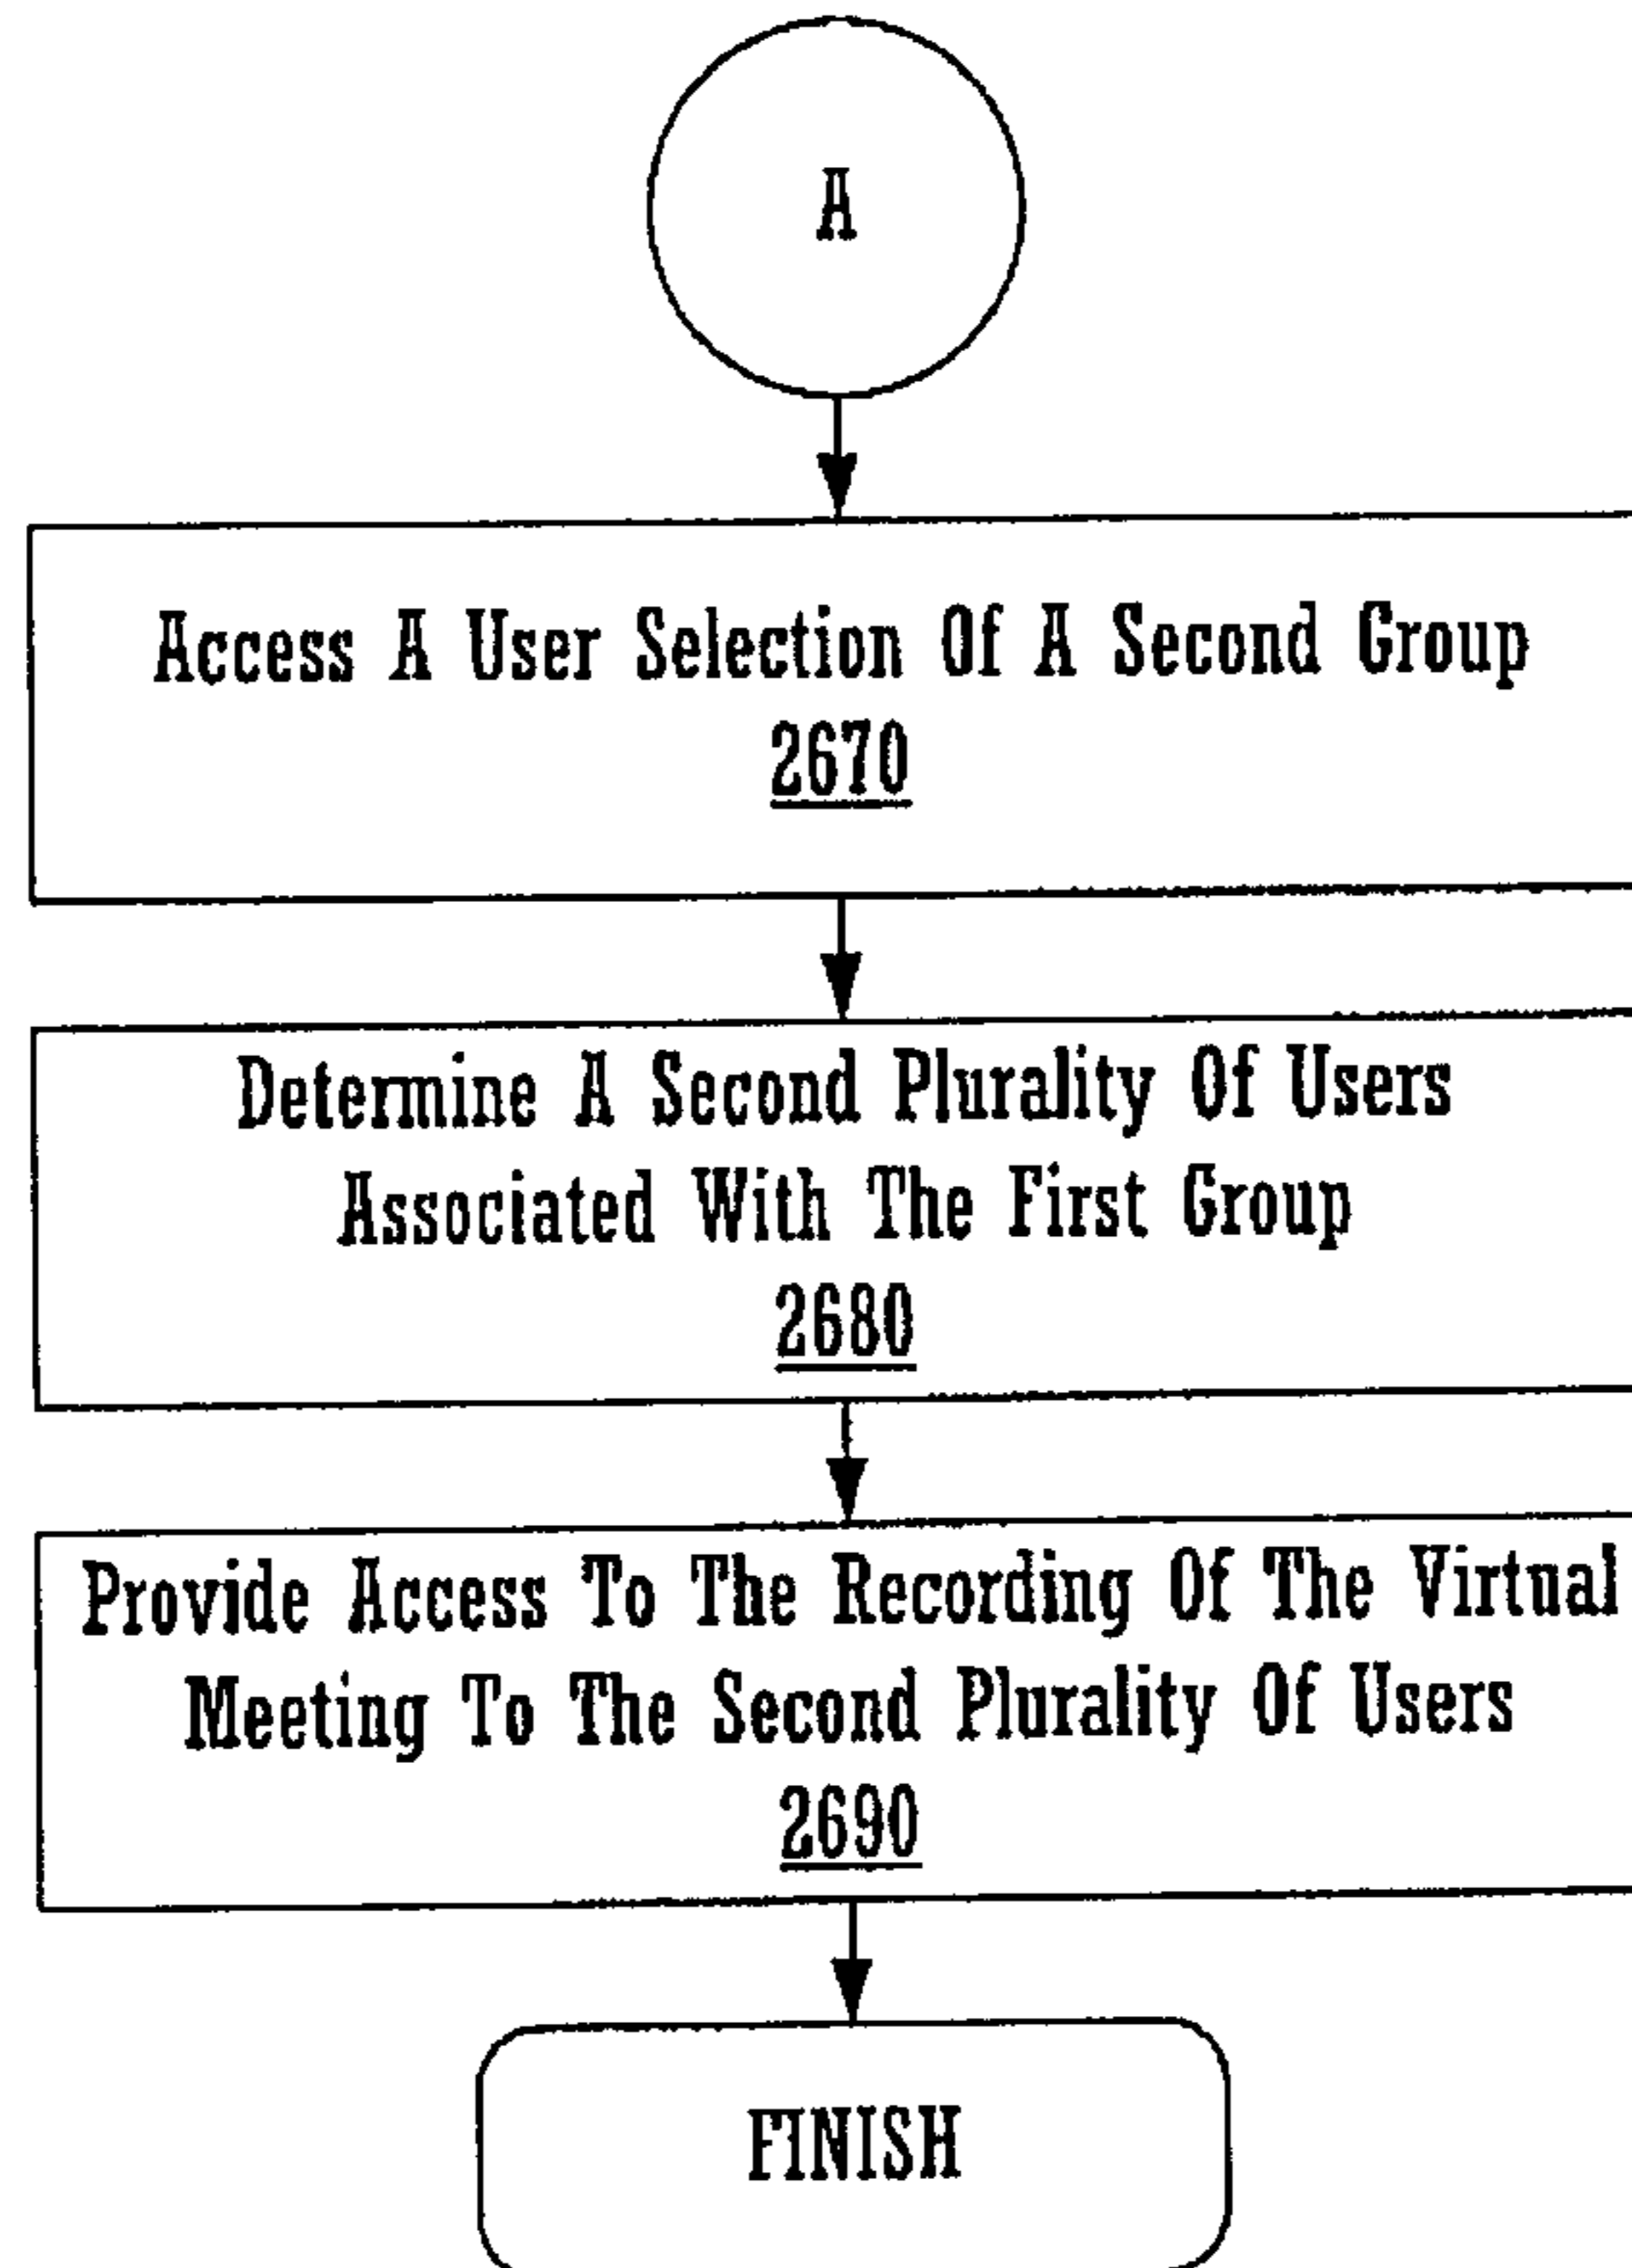 A
Access A User Selection Of A Second Group
2670
Determine A Second Plurality Of Users
Associated With The First Group
2680
Provide Access To The Recording Of The Virtual
Meeting To The Second Plurality Of Users
2690
FINISH